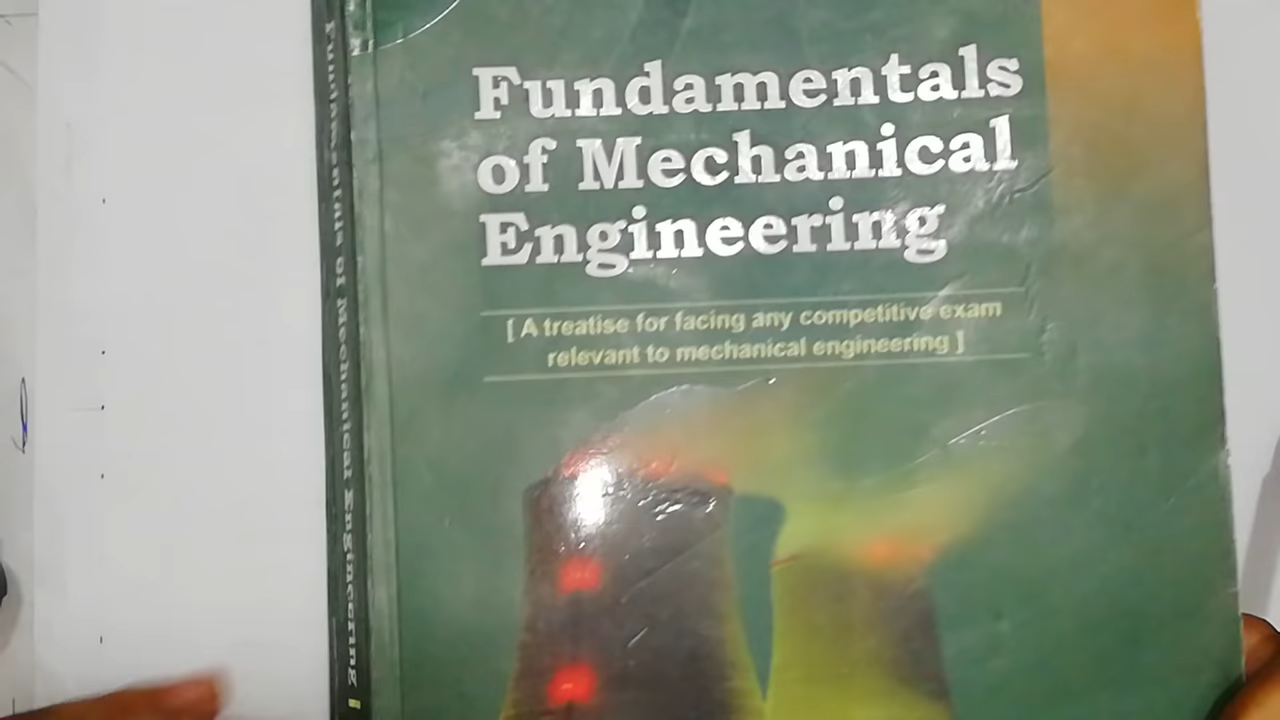 Fundamentals
of Mechanical
Engineering
[ A treatise for facing any competitive exam
relevant to mechanical engineering ]
Fundamentals of Mechanical Engineering